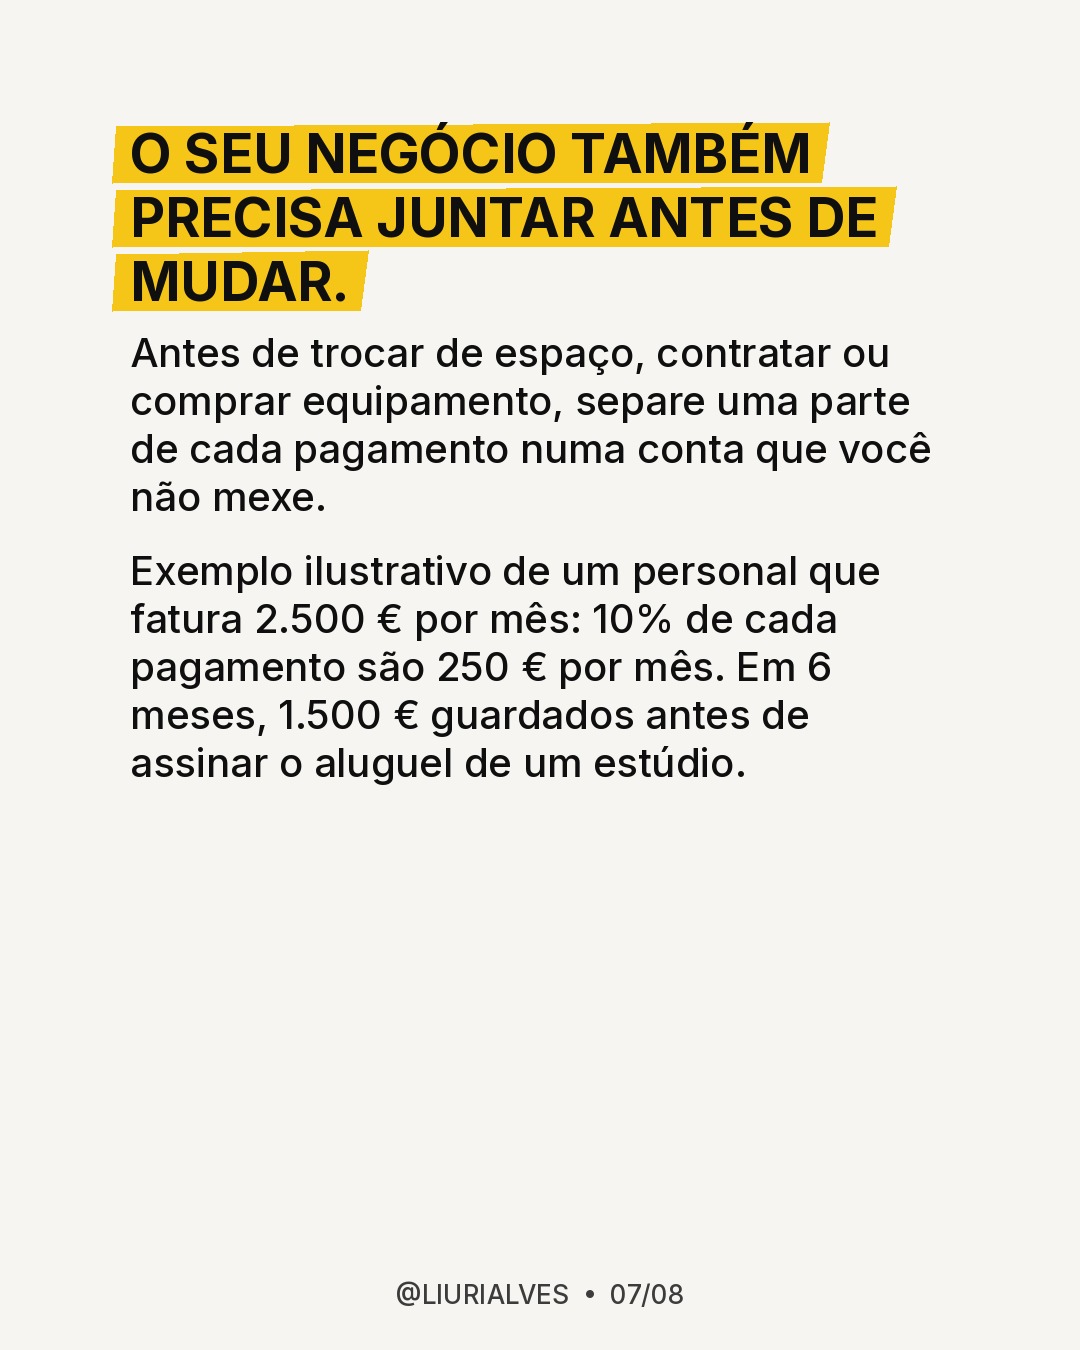 O SEU NEGÓCIO TAMBÉM
PRECISA JUNTAR ANTES DE
MUDAR.
Antes de trocar de espaço, contratar ou
comprar equipamento, separe uma parte
de cada pagamento numa conta que você
não mexe.
Exemplo ilustrativo de um personal que
fatura 2.500 € por mês: 10% de cada
pagamento são 250 € por mês. Em 6
meses, 1.500 € guardados antes de
assinar o aluguel de um estúdio.
@LIURIALVES • 07/08